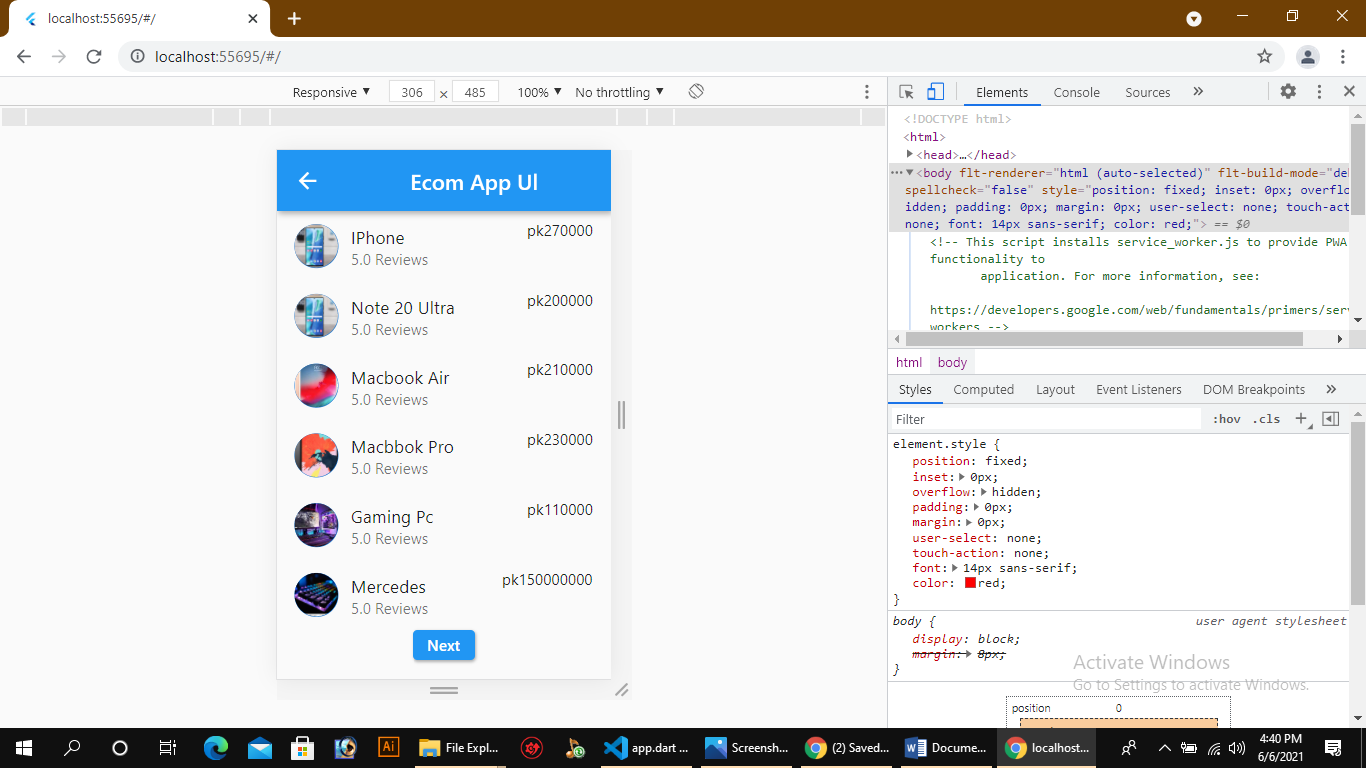 localhost:55695/#/
localhost:55695/#/
Responsive ▼ 306 × 485 100% ▼ No throttling ▼
Elements Console Sources »
<!DOCTYPE html>
<html>
▶<head>…</head>
…▼<body flt-renderer="html (auto-selected)" flt-build-mode="de
spellcheck="false" style="position: fixed; inset: 0px; overflo
idden; padding: 0px; margin: 0px; user-select: none; touch-act
none; font: 14px sans-serif; color: red;"> == $0
<!-- This script installs service_worker.js to provide PWA
functionality to
application. For more information, see:
https://developers.google.com/web/fundamentals/primers/ser
workers -->
html body
Styles Computed Layout Event Listeners DOM Breakpoints »
Filter :hov .cls +
element.style {
position: fixed;
inset:▶ 0px;
overflow:▶ hidden;
padding:▶ 0px;
margin:▶ 0px;
user-select: none;
touch-action: none;
font:▶ 14px sans-serif;
color: red;
}
body { user agent stylesheet
display: block;
margin:▶ 8px;
}
position 0
Ecom App Ul
IPhone pk270000
5.0 Reviews
Note 20 Ultra pk200000
5.0 Reviews
Macbook Air pk210000
5.0 Reviews
Macbbok Pro pk230000
5.0 Reviews
Gaming Pc pk110000
5.0 Reviews
Mercedes pk150000000
5.0 Reviews
Next
Activate Windows
Go to Settings to activate Windows.
Ai File Expl... app.dart ... Screensh... (2) Saved... Docume... localhost...
4:40 PM
6/6/2021